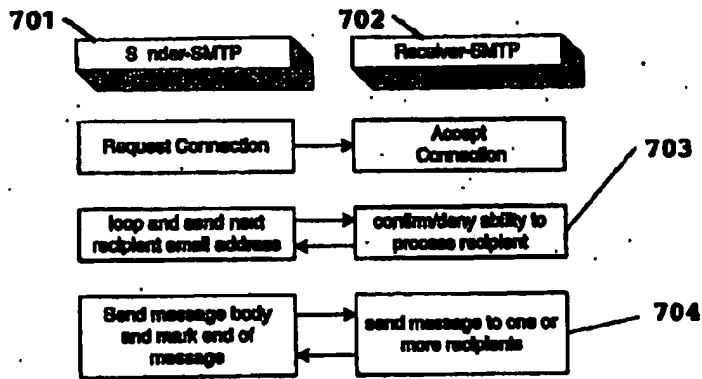 701
702
S nder-SMTP
Receiver-SMTP
Request Connection
Accept
Connection
703
loop and send next
recipient email address
confirm/deny ability to
process recipient
Send message body
and mark end of
message
send message to one or
more recipients
704